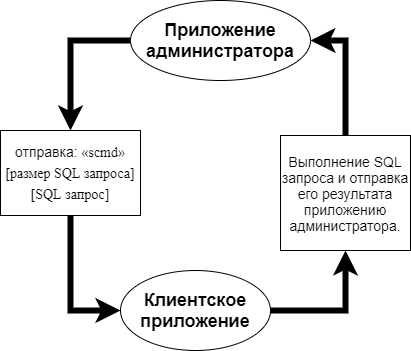 Приложение
администратора
отправка: «scmd»
[размер SQL запроса]
[SQL запрос]
Выполнение SQL
запроса и отправка
его результата
приложению
администратора.
Клиентское
приложение